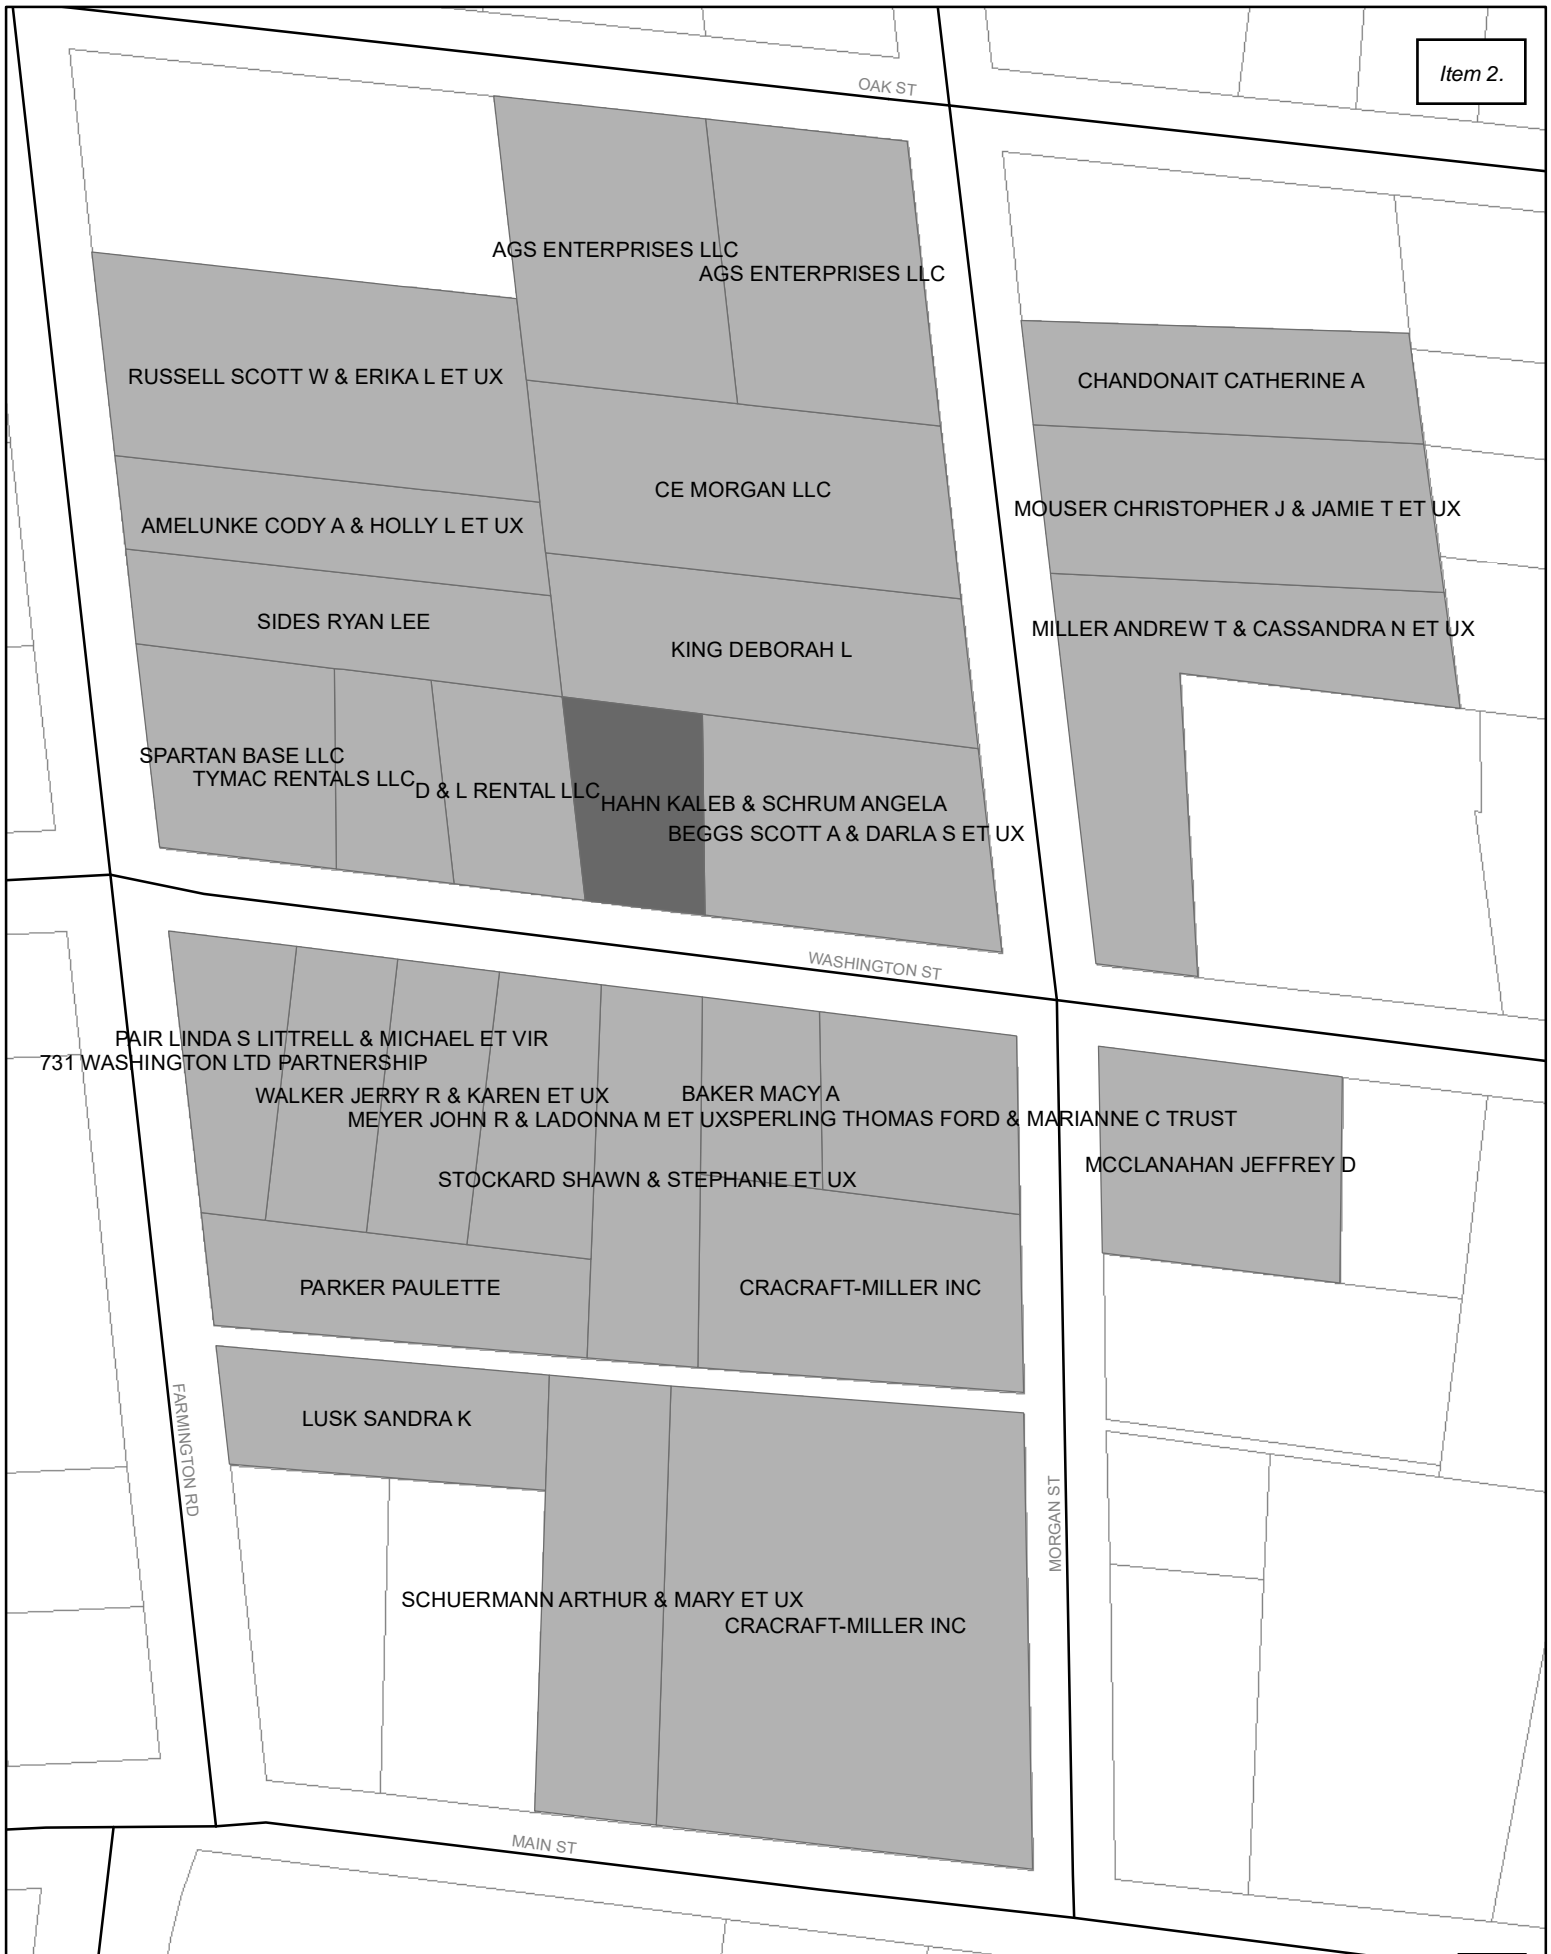 OAK ST
Item 2.
AGS ENTERPRISES LLC
AGS ENTERPRISES LLC
RUSSELL SCOTT W & ERIKA L ET UX
CHANDONAIT CATHERINE A
CE MORGAN LLC
MOUSER CHRISTOPHER J & JAMIE T ET UX
AMELUNKE CODY A & HOLLY L ET UX
SIDES RYAN LEE
MILLER ANDREW T & CASSANDRA N ET UX
KING DEBORAH L
SPARTAN BASE LLC
TYMAC RENTALS LLC
D & L RENTAL LLC
HAHN KALEB & SCHRUM ANGELA
BEGGS SCOTT A & DARLA S ET UX
WASHINGTON ST
PAIR LINDA S LITTRELL & MICHAEL ET VIR
731 WASHINGTON LTD PARTNERSHIP
WALKER JERRY R & KAREN ET UX
BAKER MACY A
MEYER JOHN R & LADONNA M ET UX
SPERLING THOMAS FORD & MARIANNE C TRUST
MCCLANAHAN JEFFREY D
STOCKARD SHAWN & STEPHANIE ET UX
PARKER PAULETTE
CRACRAFT-MILLER INC
LUSK SANDRA K
FARMINGTON RD
MORGAN ST
SCHUERMANN ARTHUR & MARY ET UX
CRACRAFT-MILLER INC
MAIN ST